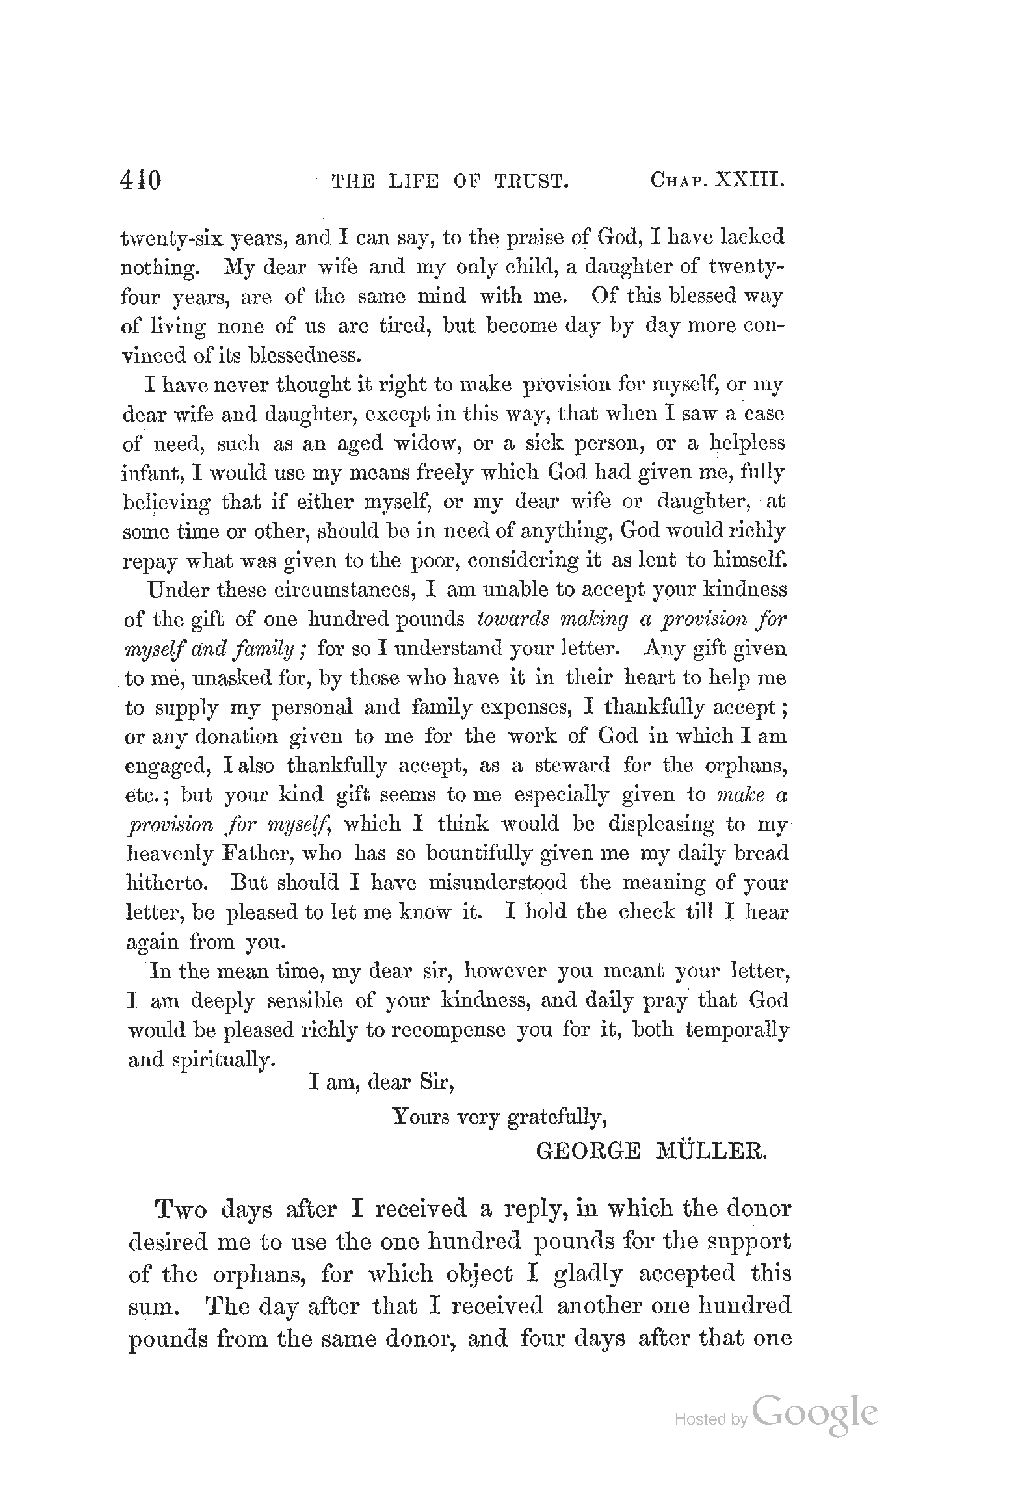 440 THE LIFE OF TRUST. CHAP. XXIII.
twenty-six years, and I can say, to the praise of God, I have lacked
nothing. My dear wife and my only child, a daughter of twenty-
four years, are of the same mind with me. Of this blessed way
of living none of us are tired, but become day by day more con-
vinced of its blessedness.
I have never thought it right to make provision for myself, or my
dear wife and daughter, except in this way, that when I saw a case
of need, such as an aged widow, or a sick person, or a helpless
infant, I would use my means freely which God had given me, fully
believing that if either myself, or my dear wife or daughter, at
some time or other, should be in need of anything, God would richly
repay what was given to the poor, considering it as lent to himself.
Under these circumstances, I am unable to accept your kindness
of the gift of one hundred pounds towards making a provision for
myself and family; for so I understand your letter. Any gift given
to me, unasked for, by those who have it in their heart to help me
to supply my personal and family expenses, I thankfully accept;
or any donation given to me for the work of God in which I am
engaged, I also thankfully accept, as a steward for the orphans,
etc.; but your kind gift seems to me especially given to make a
provision for myself, which I think would be displeasing to my
heavenly Father, who has so bountifully given me my daily bread
hitherto. But should I have misunderstood the meaning of your
letter, be pleased to let me know it. I hold the check till I hear
again from you.
In the mean time, my dear sir, however you meant your letter,
I am deeply sensible of your kindness, and daily pray that God
would be pleased richly to recompense you for it, both temporally
and spiritually.
I am, dear Sir,
Yours very gratefully,
GEORGE MÜLLER.
Two days after I received a reply, in which the donor
desired me to use the one hundred pounds for the support
of the orphans, for which object I gladly accepted this
sum. The day after that I received another one hundred
pounds from the same donor, and four days after that one
Hosted by Google